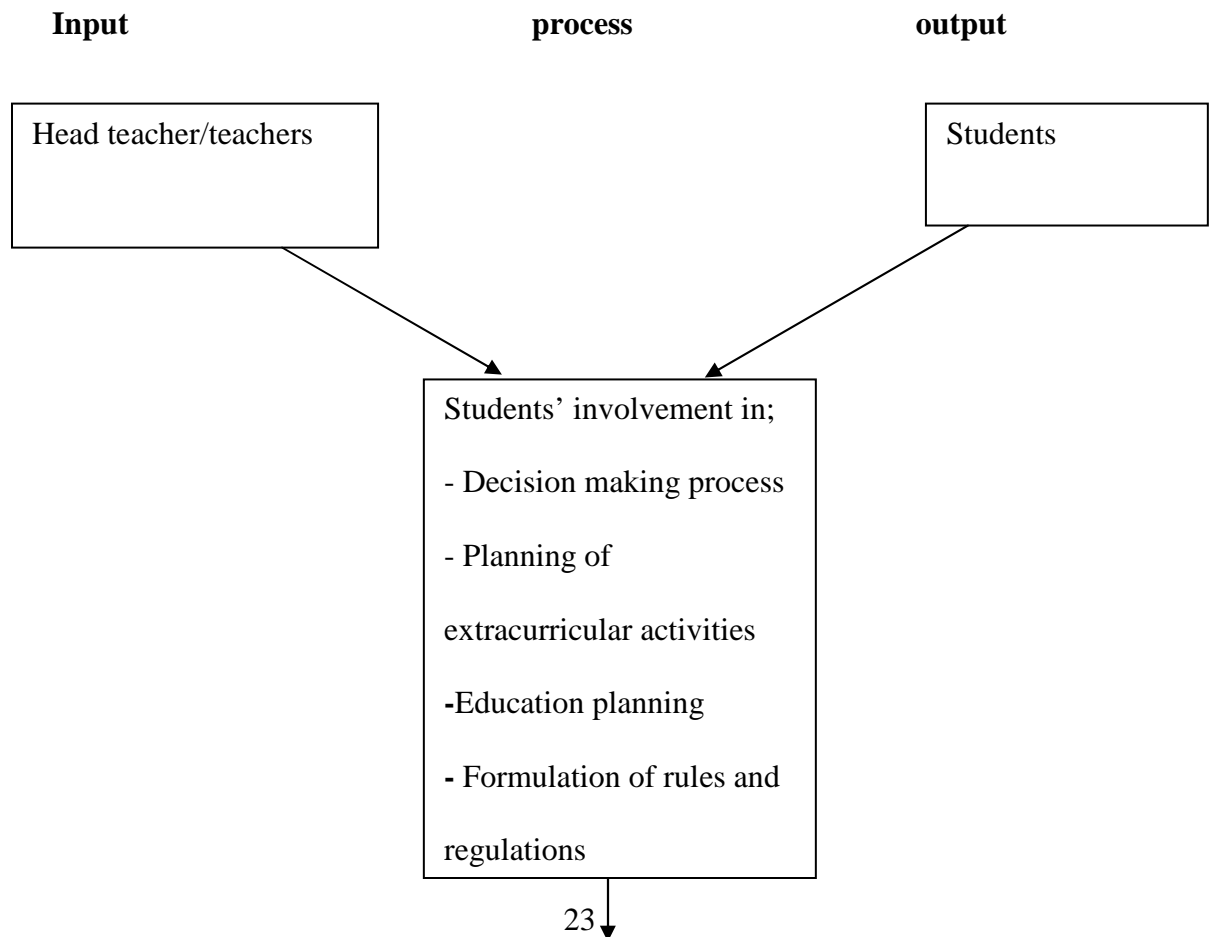 Input process output
Head teacher/teachers
Students
Students’ involvement in;
- Decision making process
- Planning of
extracurricular activities
-Education planning
- Formulation of rules and
regulations
23